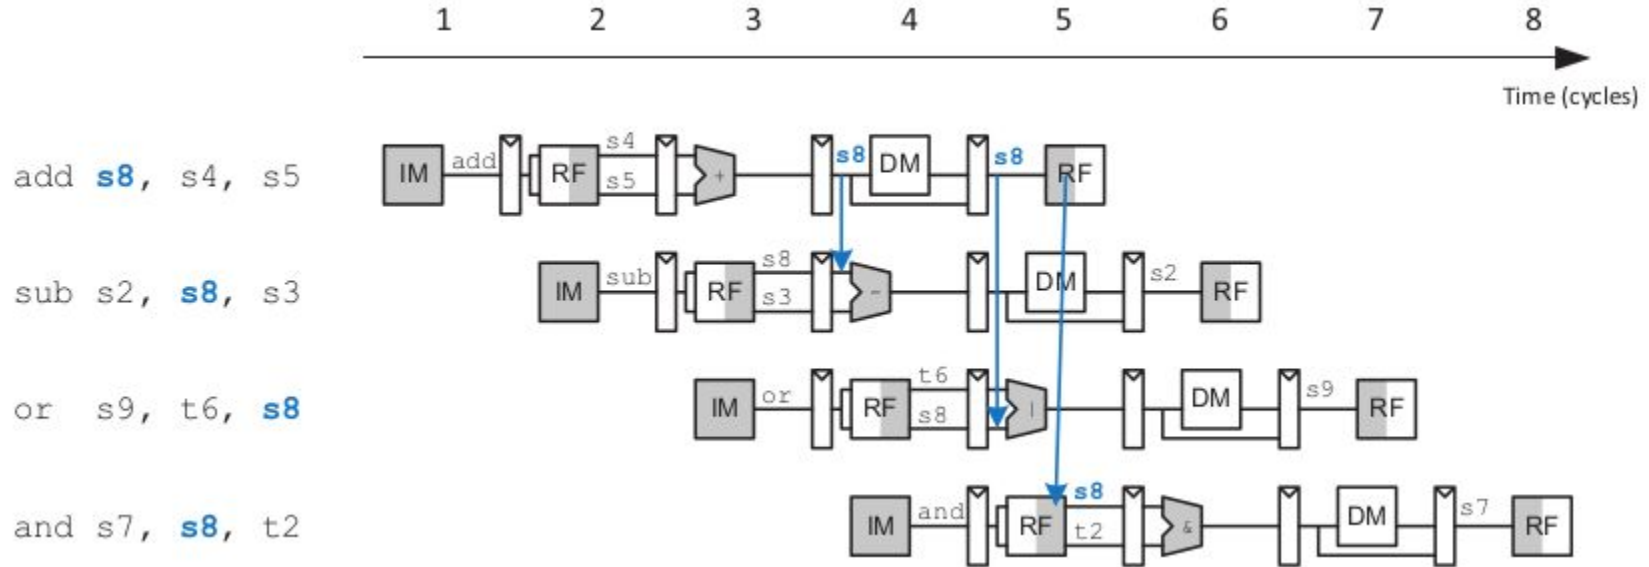 1 2 3 4 5 6 7 8
Time (cycles)
add s8, s4, s5
IM add RF s4 s5 + s8 DM s8 RF
sub s2, s8, s3
IM sub RF s8 s3 - DM s2 RF
or s9, t6, s8
IM or RF t6 s8 | DM s9 RF
and s7, s8, t2
IM and RF s8 t2 & DM s7 RF